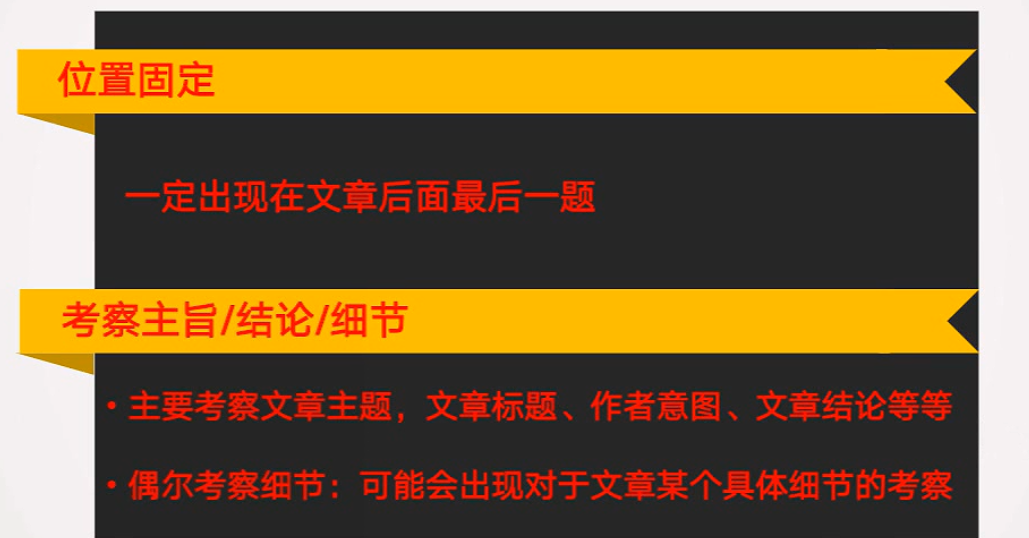 位置固定
一定出现在文章后面最后一题
考察主旨/结论/细节
• 主要考察文章主题，文章标题、作者意图、文章结论等等
• 偶尔考察细节：可能会出现对于文章某个具体细节的考察